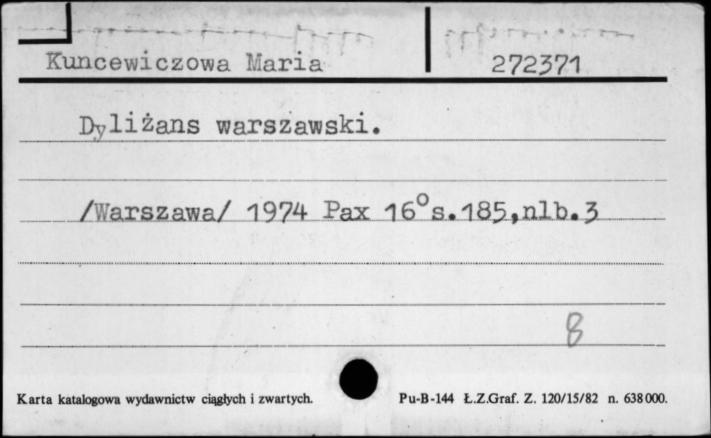 Kuncewiczowa Maria 272371
Dyliżans warszawski.
/Warszawa/ 1974 Pax 16° s.185,nlb.3
8
Karta katalogowa wydawnictw ciągłych i zwartych. Pu-B-144 Ł.Z.Graf. Z. 120/15/82 n. 638000.